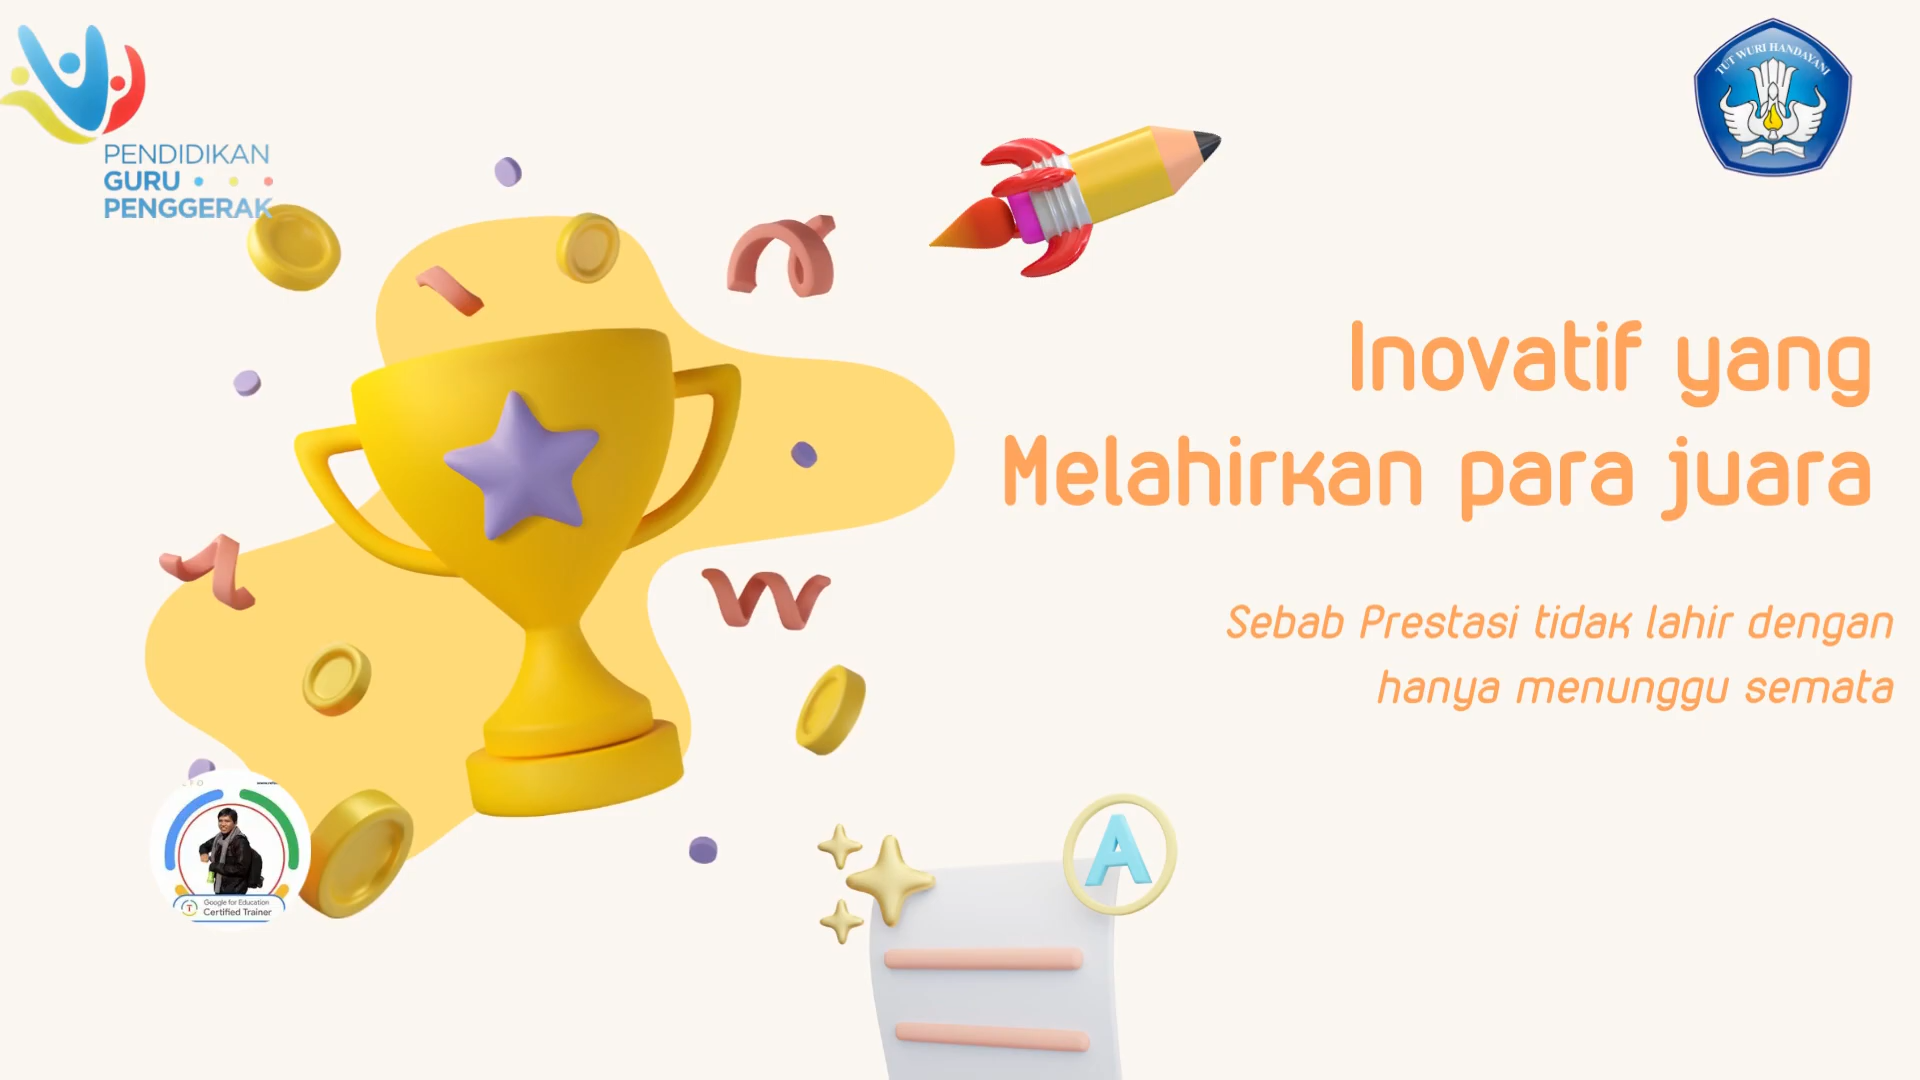 PENDIDIKAN
GURU
PENGGERAK
TUT WURI HANDAYANI
Inovatif yang
Melahirkan para juara
Sebab Prestasi tidak lahir dengan
hanya menunggu semata
A
Google for Education
Certified Trainer